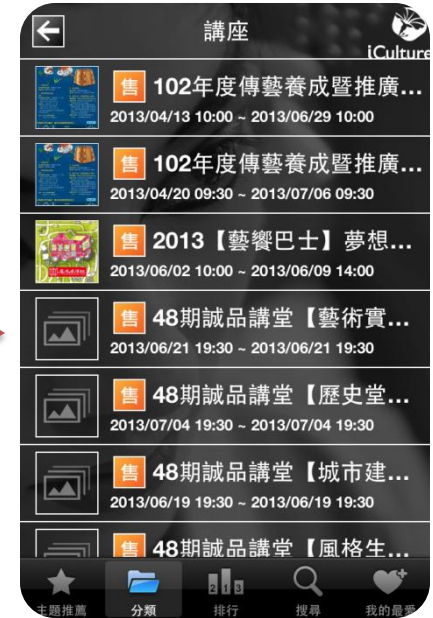 講座
iCulture
售 102年度傳藝養成暨推廣...
2013/04/13 10:00 ~ 2013/06/29 10:00
售 102年度傳藝養成暨推廣...
2013/04/20 09:30 ~ 2013/07/06 09:30
售 2013【藝饗巴士】夢想...
2013/06/02 10:00 ~ 2013/06/09 14:00
售 48期誠品講堂【藝術實...
2013/06/21 19:30 ~ 2013/06/21 19:30
售 48期誠品講堂【歷史堂...
2013/07/04 19:30 ~ 2013/07/04 19:30
售 48期誠品講堂【城市建...
2013/06/19 19:30 ~ 2013/06/19 19:30
售 48期誠品講堂【風格生...
主題推薦
分類
2 1 3
排行
搜尋
我的最愛